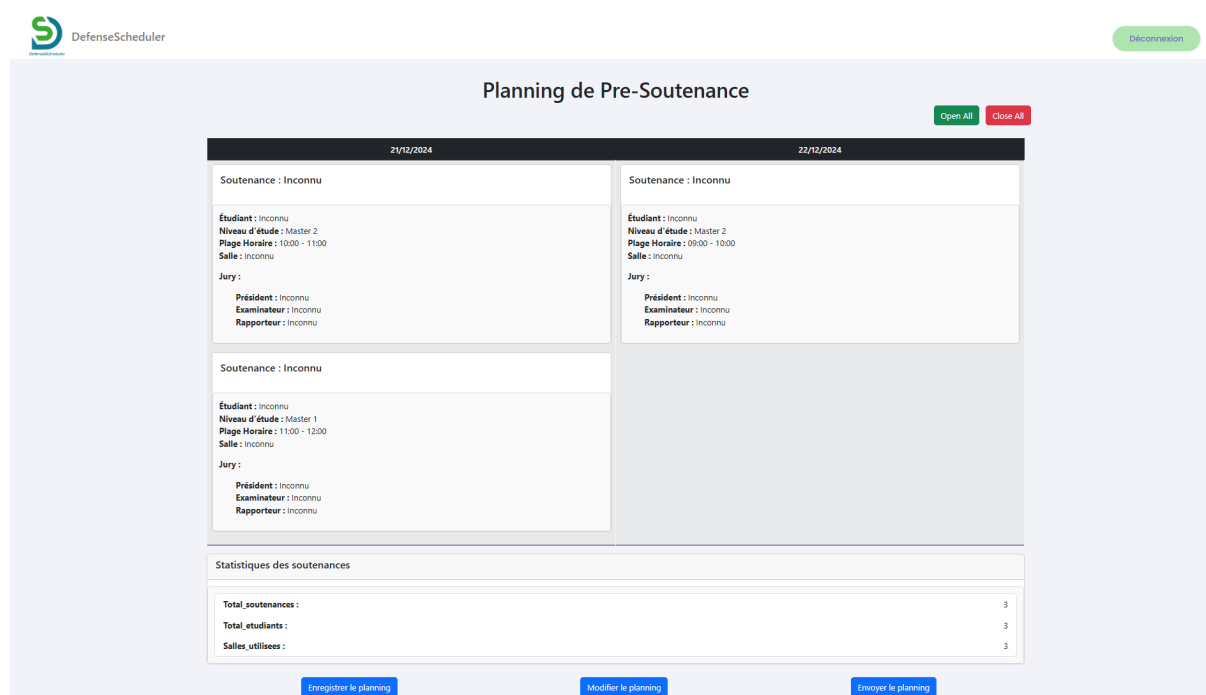 DefenseScheduler
DefenseScheduler
Déconnexion
Planning de Pre-Soutenance
Open All
Close All
21/12/2024
22/12/2024
Soutenance : Inconnu
Étudiant : Inconnu
Niveau d'étude : Master 2
Plage Horaire : 10:00 - 11:00
Salle : Inconnu
Jury :
Président : Inconnu
Examinateur : Inconnu
Rapporteur : Inconnu
Soutenance : Inconnu
Étudiant : Inconnu
Niveau d'étude : Master 1
Plage Horaire : 11:00 - 12:00
Salle : Inconnu
Jury :
Président : Inconnu
Examinateur : Inconnu
Rapporteur : Inconnu
Soutenance : Inconnu
Étudiant : Inconnu
Niveau d'étude : Master 2
Plage Horaire : 09:00 - 10:00
Salle : Inconnu
Jury :
Président : Inconnu
Examinateur : Inconnu
Rapporteur : Inconnu
Statistiques des soutenances
Total_soutenances : 3
Total_etudiants : 3
Salles_utilisees : 3
Enregistrer le planning
Modifier le planning
Envoyer le planning